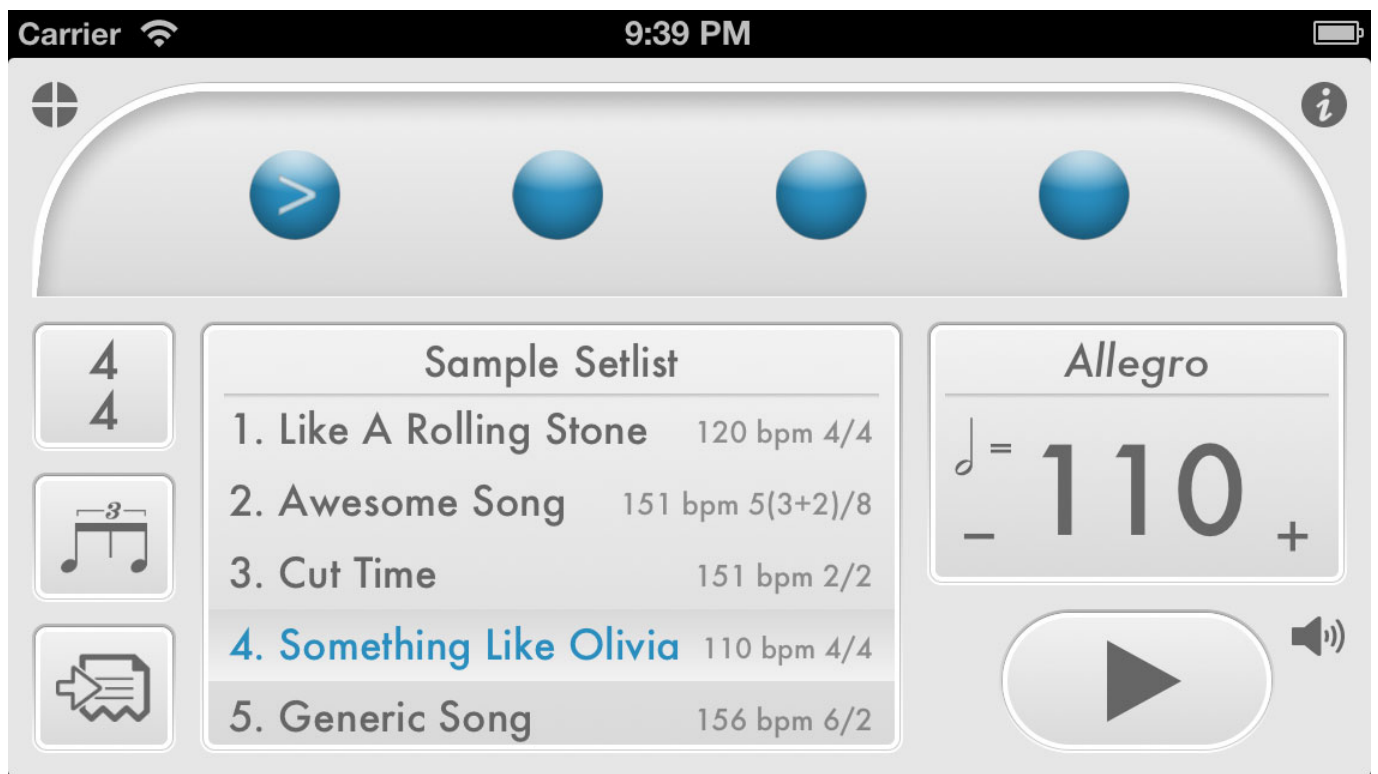 Carrier 9:39 PM
>
4
4
Sample Setlist
1. Like A Rolling Stone 120 bpm 4/4
2. Awesome Song 151 bpm 5(3+2)/8
3. Cut Time 151 bpm 2/2
4. Something Like Olivia 110 bpm 4/4
5. Generic Song 156 bpm 6/2
3
Allegro
= 110
- +